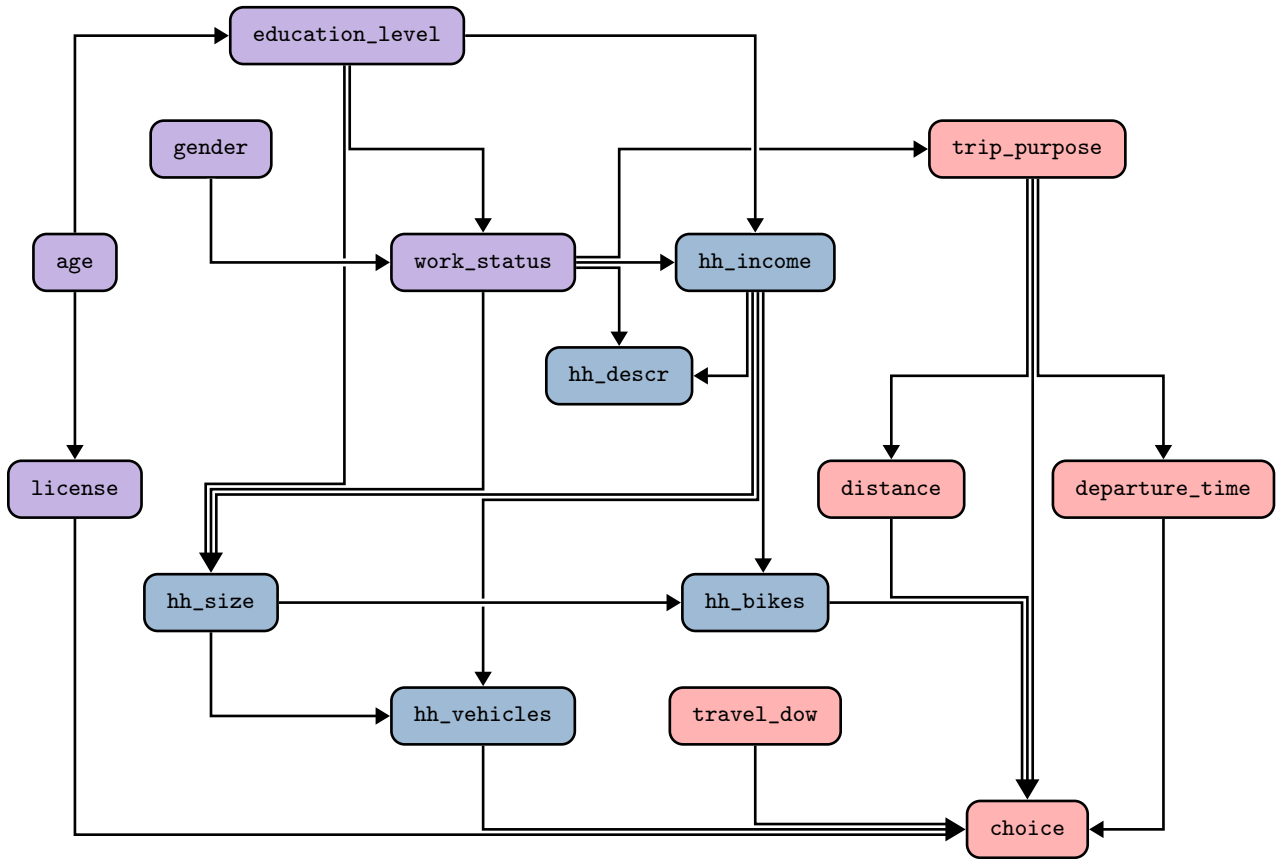 education_level
gender
trip_purpose
age
work_status
hh_income
hh_descr
license
distance
departure_time
hh_size
hh_bikes
hh_vehicles
travel_dow
choice